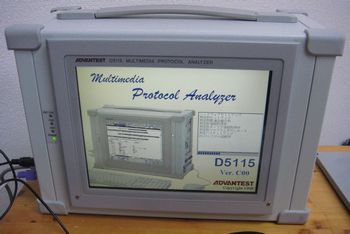 ADVANTEST D5115 MULTIMEDIA PROTOCOL ANALYZER
Multimedia
Protocol Analyzer
D5115
Ver. C00
ADVANTEST